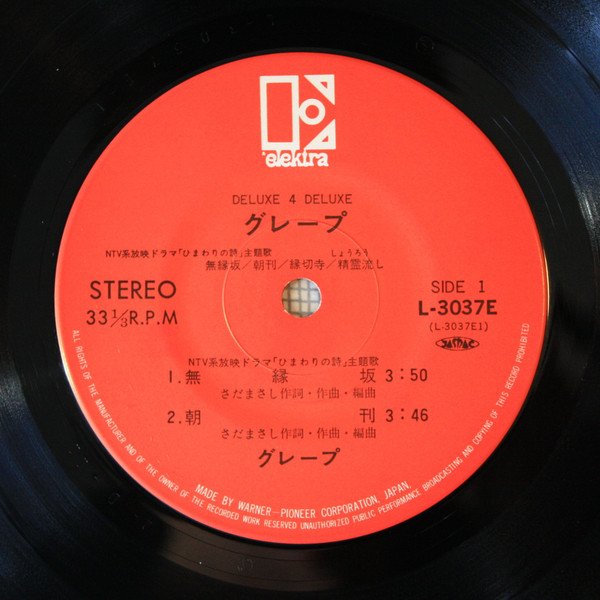 elektra
DELUXE 4 DELUXE
グレープ
NTV系放映ドラマ「ひまわりの詩」主題歌 しょうろう
無縁坂／朝刊／縁切寺／精霊流し
STEREO
33 1/3 R.P.M
SIDE 1
L-3037E
(L-3037E1)
JASRAC
NTV系放映ドラマ「ひまわりの詩」主題歌
1.無縁坂 3:50
さだまさし作詞・作曲・編曲
2.朝刊 3:46
さだまさし作詞・作曲・編曲
グレープ
ALL RIGHTS OF THE MANUFACTURER AND OF THE OWNER OF THE RECORDED WORK RESERVED UNAUTHORIZED PUBLIC PERFORMANCE BROADCASTING AND COPYING OF THIS RECORD PROHIBITED
MADE BY WARNER-PIONEER CORPORATION, JAPAN,